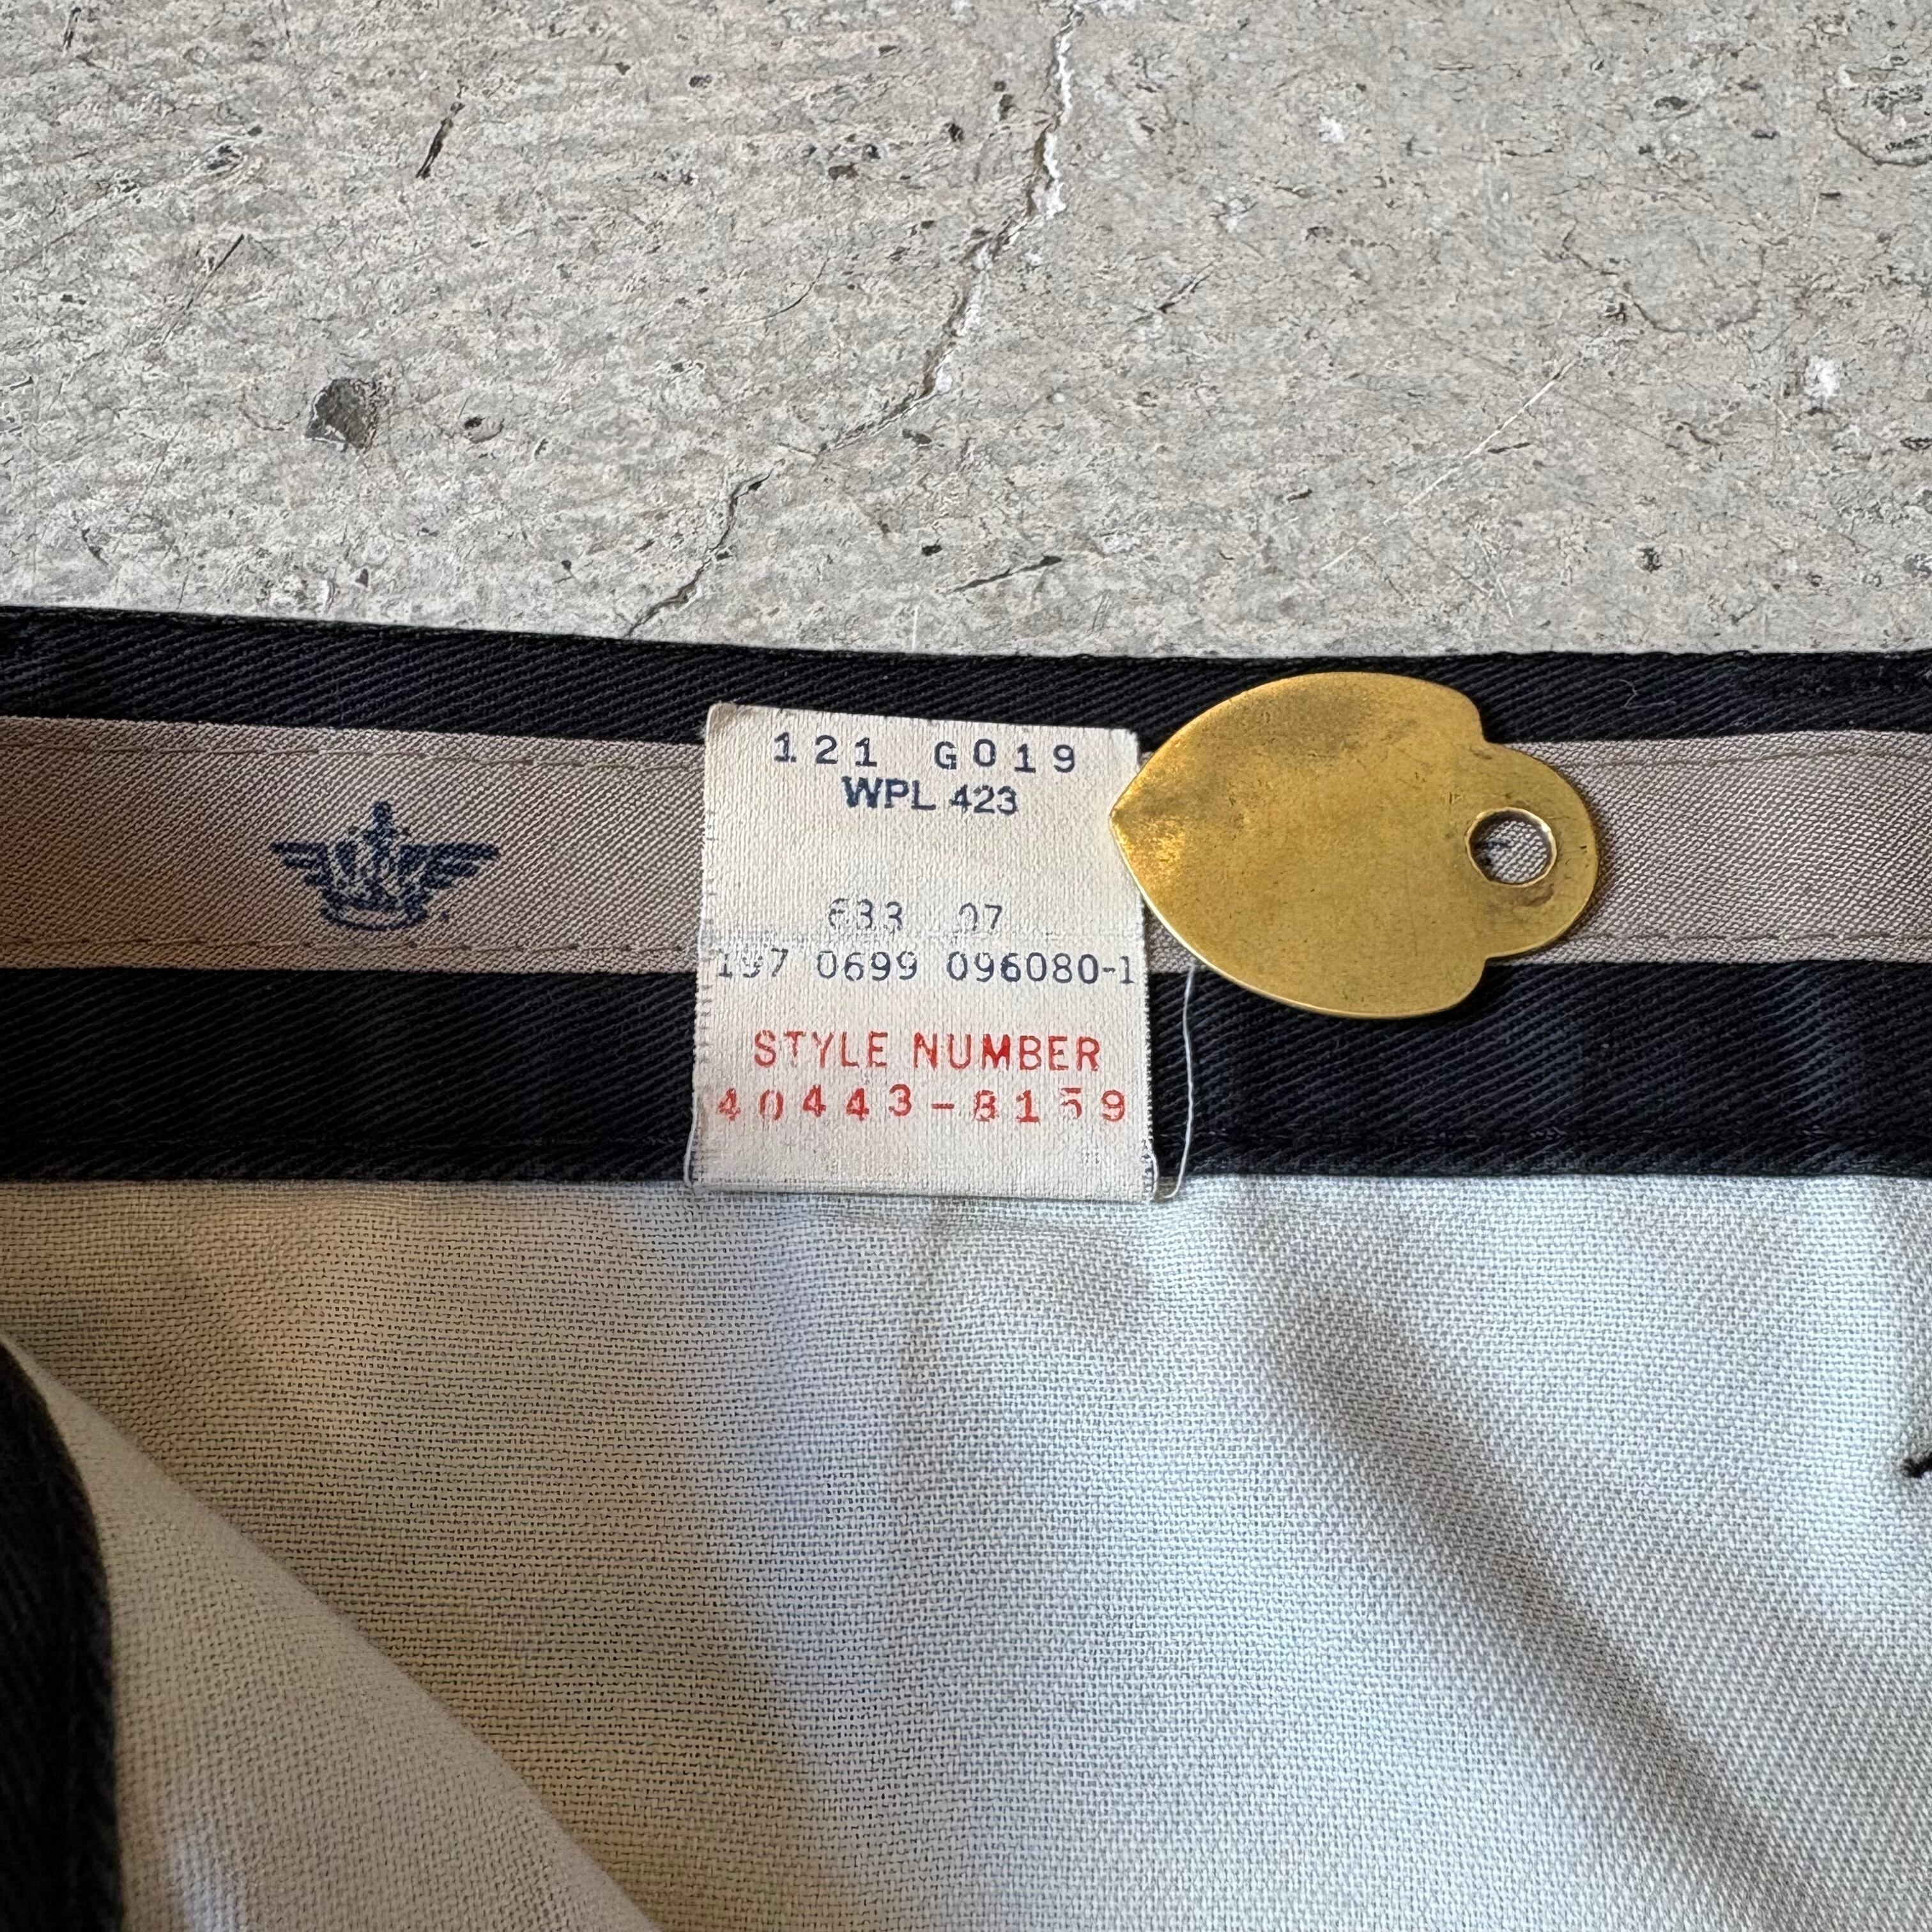 121 G019
WPL 423
633 07
197 0699 096080-1
STYLE NUMBER
40443-8159